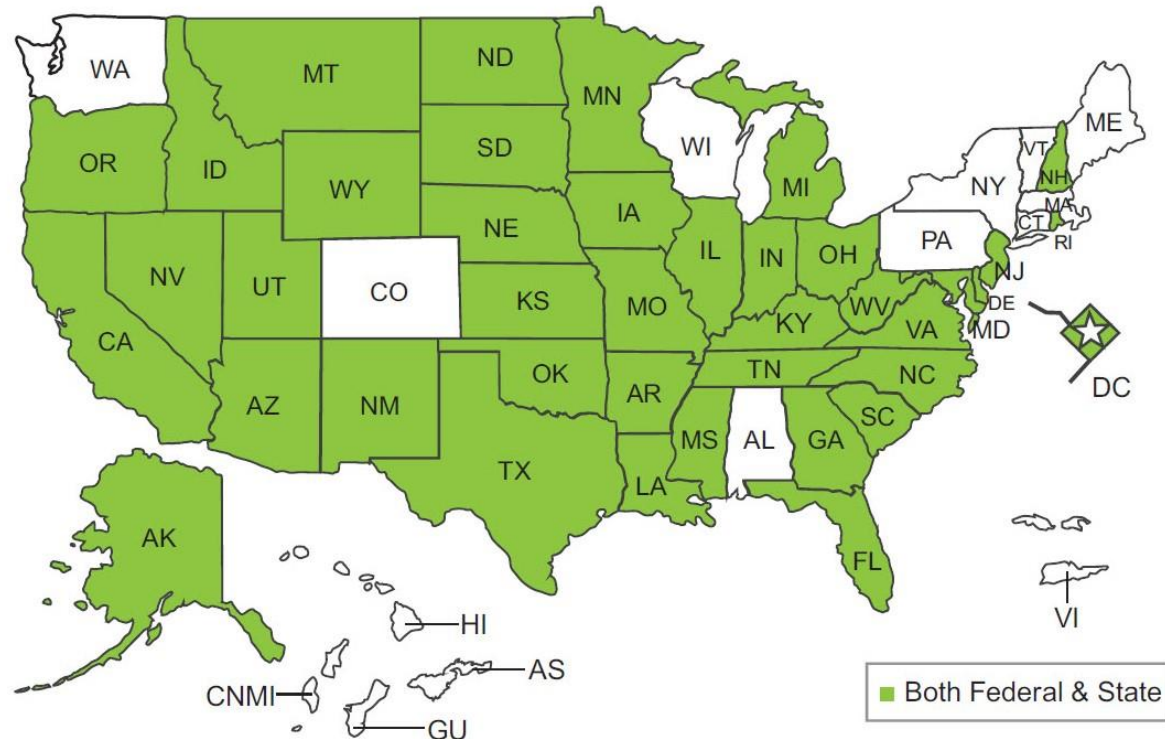 WA
MT
ND
MN
ME
VT
OR
ID
SD
WI
NH
WY
MI
NY
MA
NE
IA
CT
RI
PA
NV
UT
CO
IL
IN
OH
NJ
KS
MO
WV
DE
CA
KY
VA
MD
OK
TN
NC
DC
AZ
NM
AR
SC
MS
AL
GA
TX
LA
AK
FL
VI
HI
AS
CNMI
GU
Both Federal & State